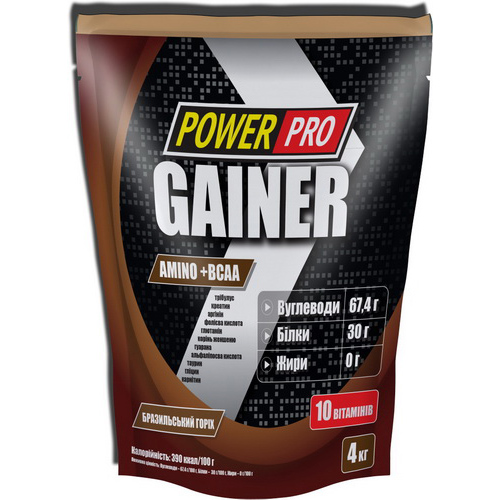 POWER PRO
GAINER
AMINO +BCAA
трібулус
креатин
аргінін
фолієва кислота
глютамін
корінь женьшеню
гуарана
альфаліпоєва кислота
таурин
гліцин
карнітин
Вуглеводи 67,4 г
Білки 30 г
Жири 0 г
10 ВІТАМІНІВ
БРАЗИЛЬСЬКИЙ ГОРІХ
Калорійність: 390 ккал/100 г
4 кг